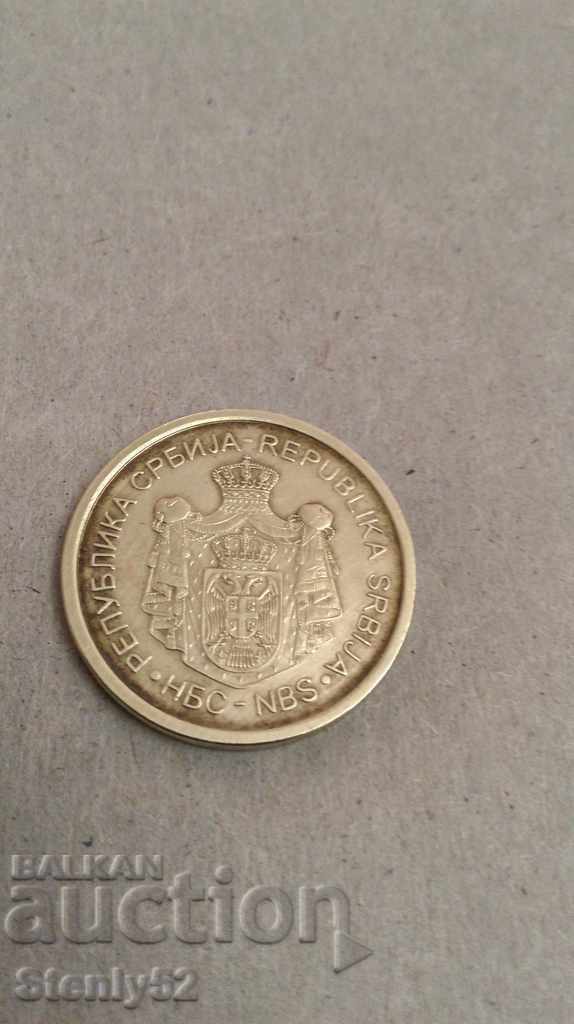 РЕПУБЛИКА СРБИЈА - REPUBLIKA SRBIJA
• НБС - NBS •
BALKAN
auction
Stenly52